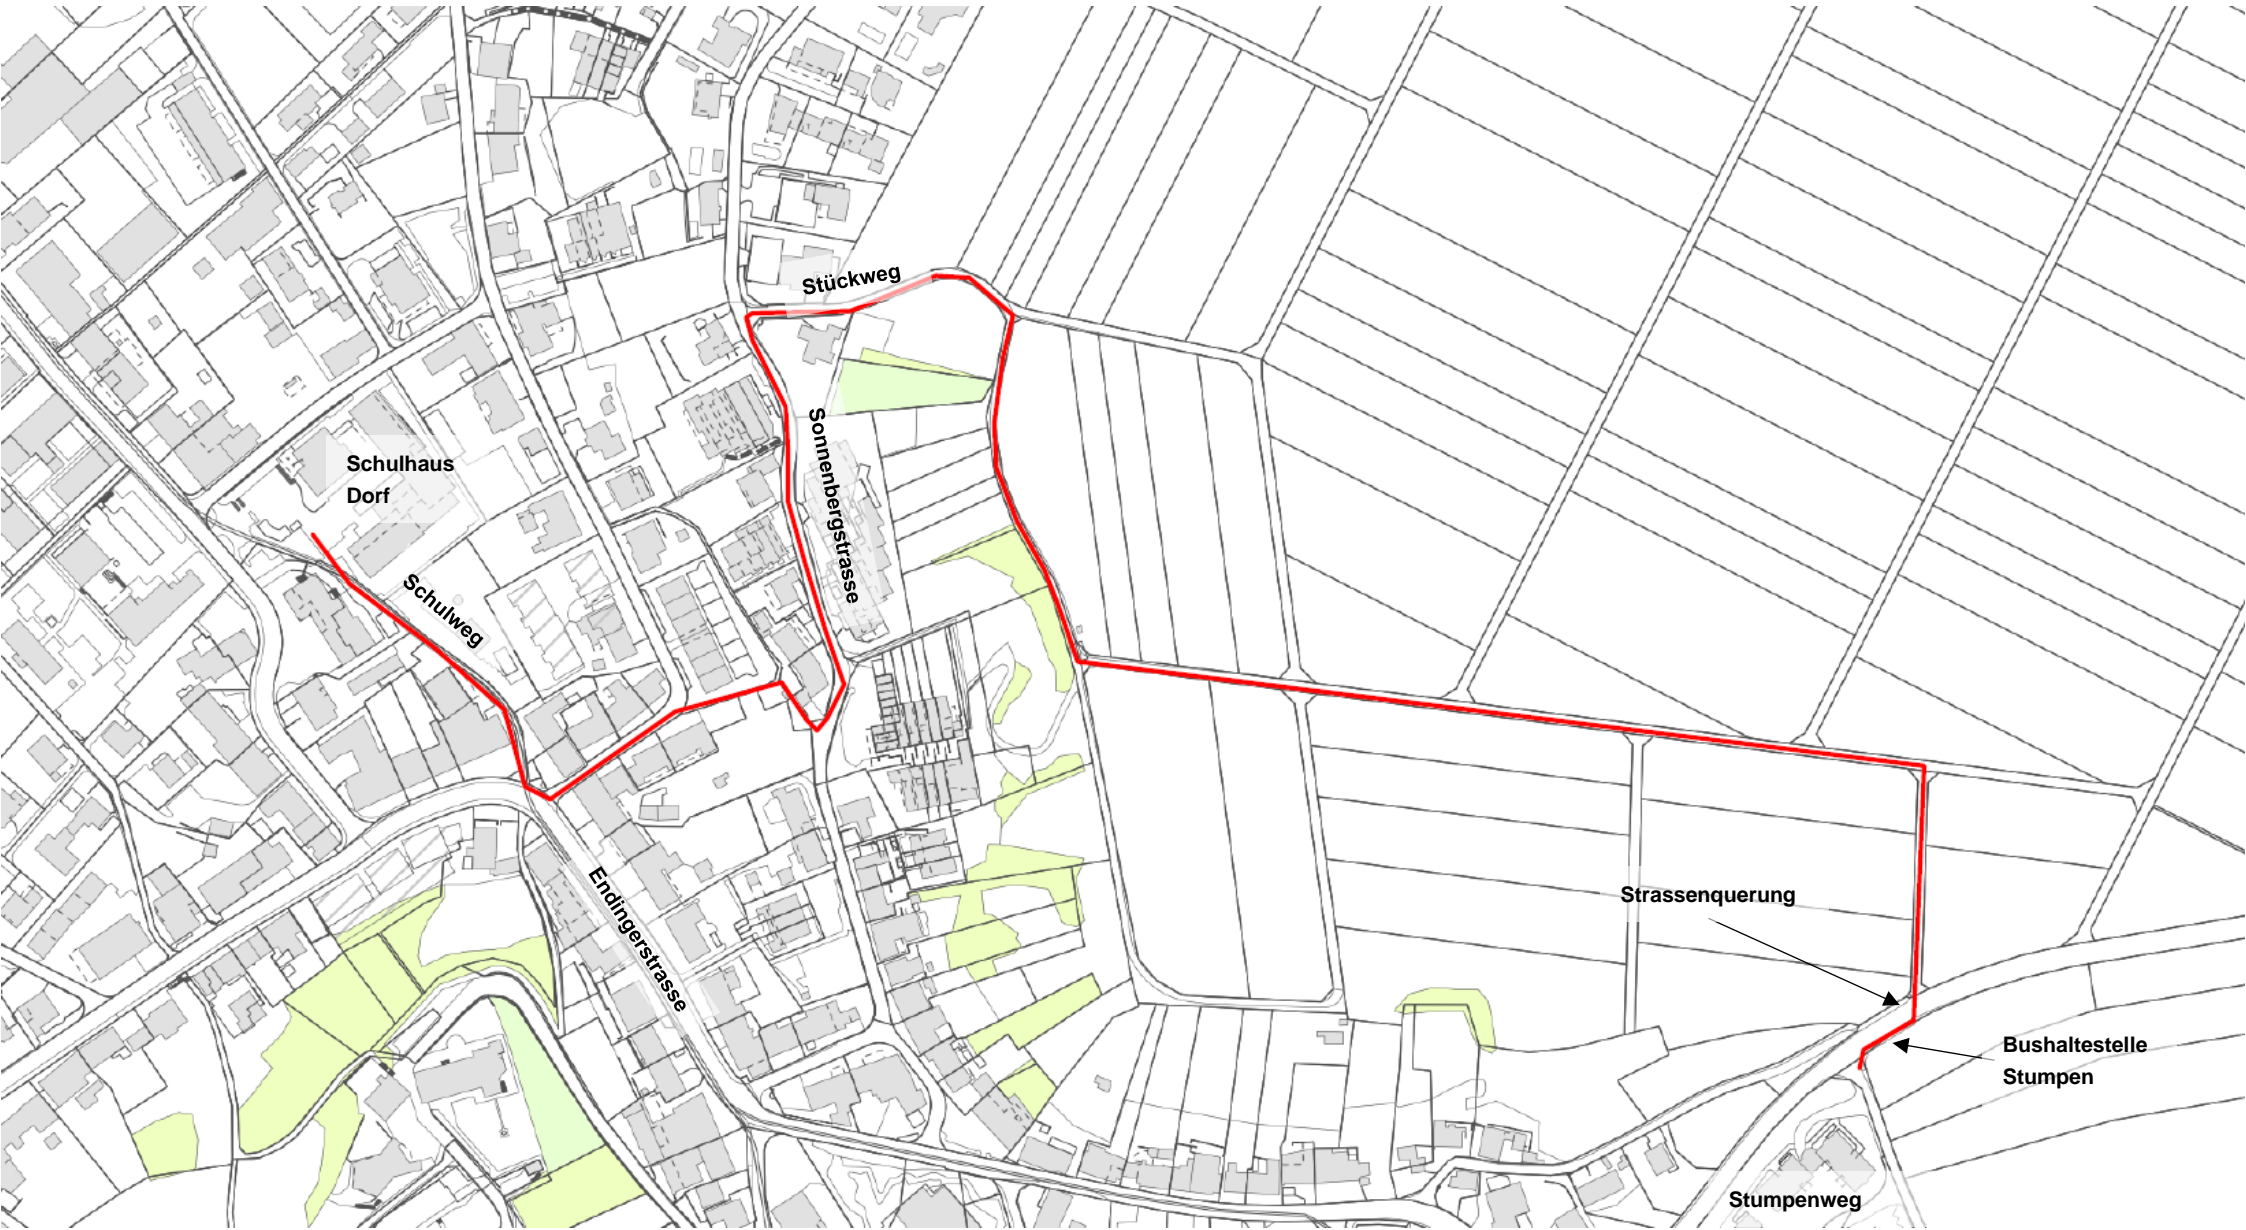 Stückweg
Sonnenbergstrasse
Schulhaus
Dorf
Schulweg
Endingerstrasse
Strassenquerung
Bushaltestelle
Stumpen
Stumpenweg